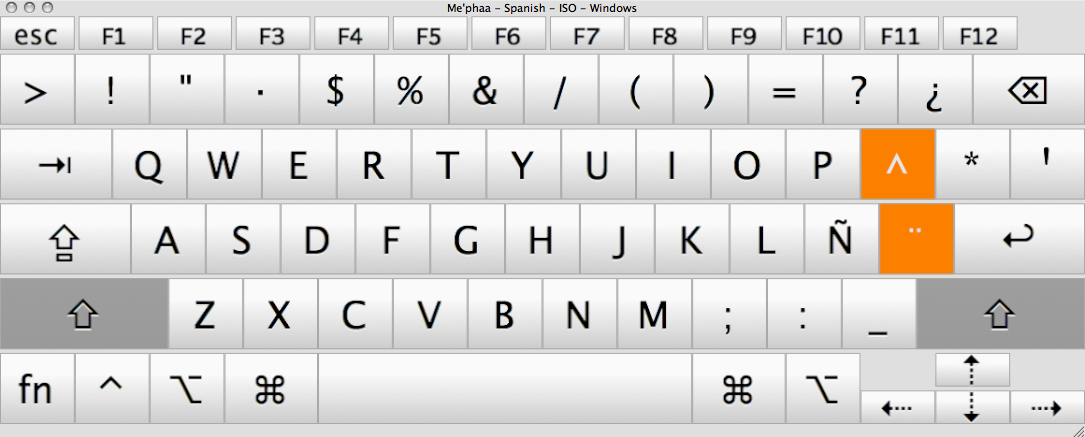 Me'phaa – Spanish – ISO – Windows
esc F1 F2 F3 F4 F5 F6 F7 F8 F9 F10 F11 F12
> ! " · $ % & / ( ) = ? ¿ ⌫
⇥ Q W E R T Y U I O P ^ * '
⇪ A S D F G H J K L Ñ ¨ ↩
⇧ Z X C V B N M ; : _ ⇧
fn ^ ⌥ ⌘ ⌘ ⌥ ⇠ ⇡ ⇣ ⇢